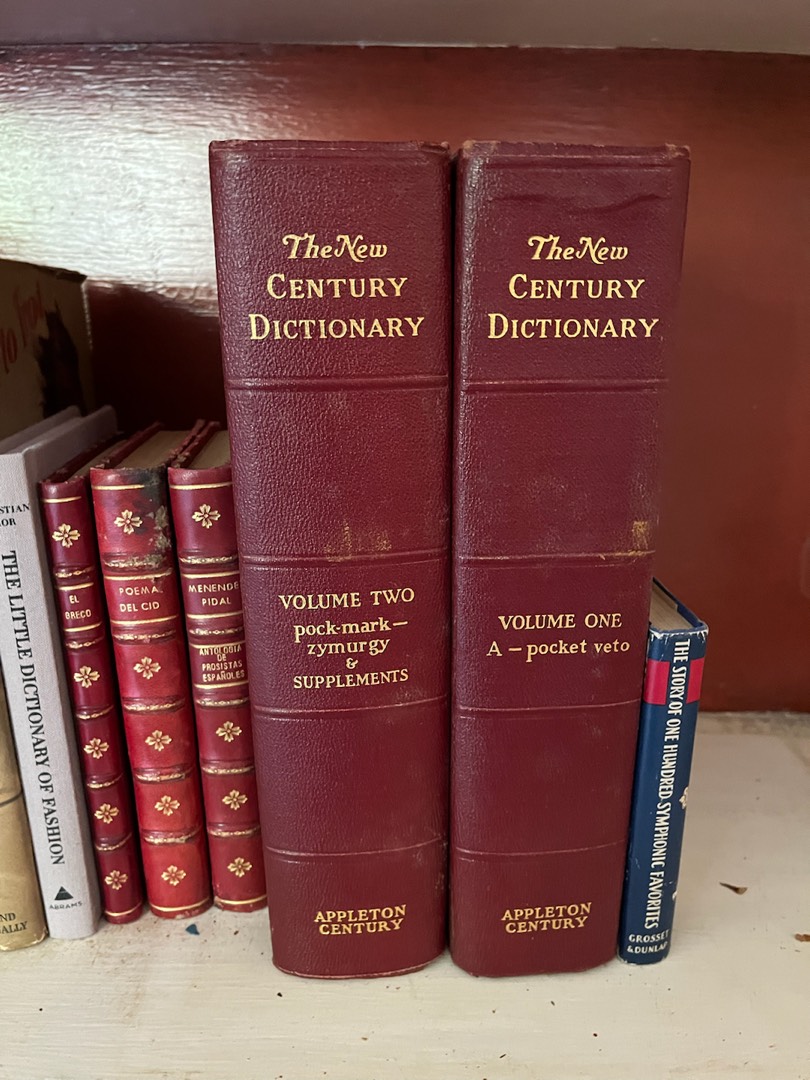 THE LITTLE DICTIONARY OF FASHION
ABRAMS
EL
GRECO
POEMA
DEL CID
PIDAL
ANTOLOGIA
DE
PROSISTAS
ESPAÑOLES
The New
CENTURY
DICTIONARY
VOLUME TWO
pock-mark—
zymurgy
&
SUPPLEMENTS
APPLETON
CENTURY
The New
CENTURY
DICTIONARY
VOLUME ONE
A — pocket veto
APPLETON
CENTURY
THE STORY OF ONE HUNDRED SYMPHONIC FAVORITES
GROSSET
& DUNLAP